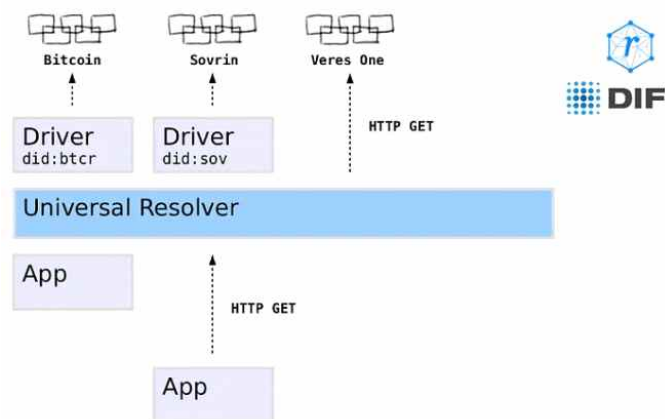 Bitcoin
Sovrin
Veres One
r
DIF
HTTP GET
Driver
did:btcr
Driver
did:sov
Universal Resolver
App
HTTP GET
App